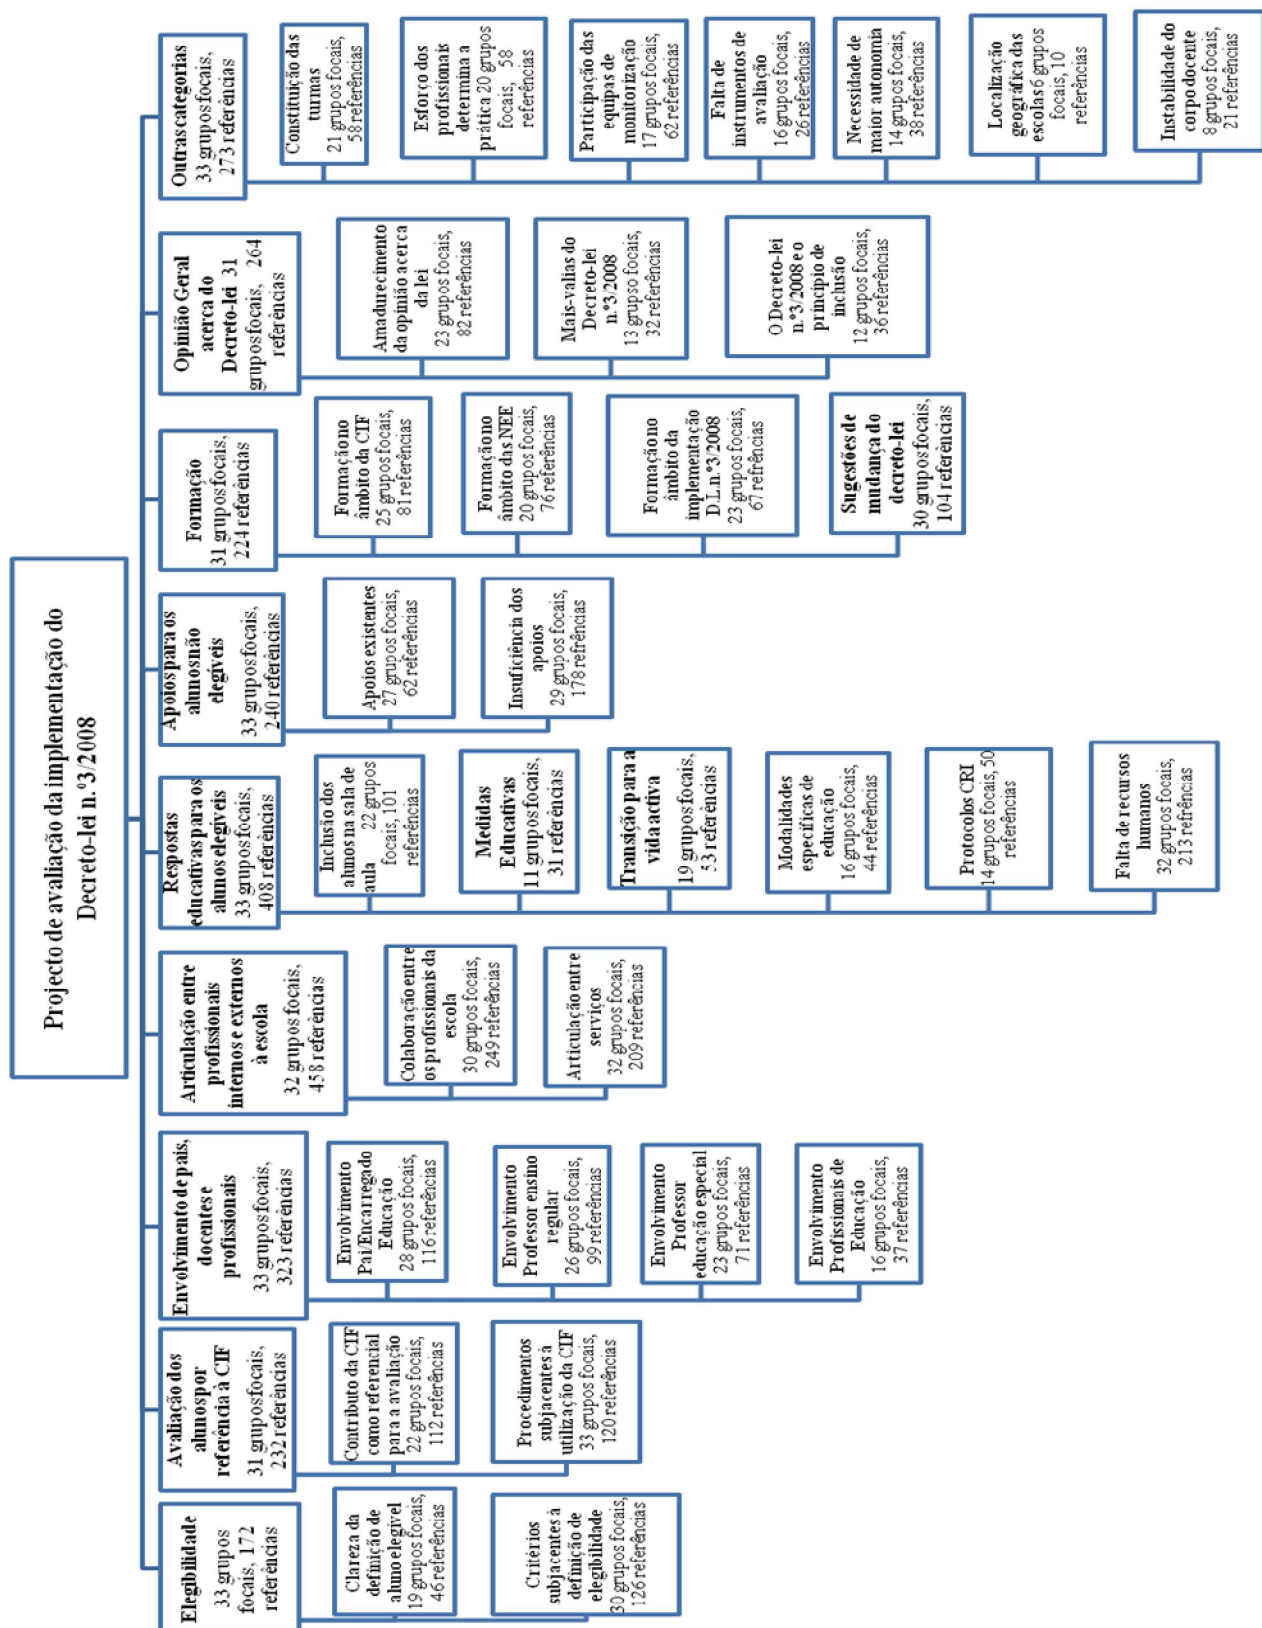 Projecto de avaliação da implementação do
Decreto-lei n.º3/2008
Elegibilidade
33 grupos
focais, 172
referências
Clareza da
definição de
aluno elegível
19 grupos focais,
46 referências
Critérios
subjacentes à
definição de
elegibilidade
30 grupos focais,
126 referências
Avaliação dos
alunos por
referência à CIF
31 grupos focais,
232 referências
Contributo da CIF
como referencial
para a avaliação
22 grupos focais,
112 referências
Procedimentos
subjacentes à
utilização da CIF
33 grupos focais,
120 referências
Envolvimento de pais,
docentes e
profissionais
33 grupos focais,
323 referências
Envolvimento
Pai/Encarregado
Educação
28 grupos focais,
116 referências
Envolvimento
Professor ensino
regular
26 grupos focais,
99 referências
Envolvimento
Professor
educação especial
23 grupos focais,
71 referências
Envolvimento
Profissionais de
Educação
16 grupos focais,
37 referências
Articulação entre
profissionais
internos e externos
à escola
32 grupos focais,
458 referências
Colaboração entre
os profissionais da
escola
30 grupos focais,
249 referências
Articulação entre
serviços
32 grupos focais,
209 referências
Respostas
educativas para os
alunos elegíveis
33 grupos focais,
408 referências
Inclusão dos
alunos na sala de
aula 22 grupos
focais, 101
referências
Medidas
Educativas
11 grupos focais,
31 referências
Transição para a
vida activa
19 grupos focais,
53 referências
Modalidades
específicas de
educação
16 grupos focais,
44 referências
Protocolos CRI
14 grupos focais, 50
referências
Falta de recursos
humanos
32 grupos focais,
213 refrências
Apoios para os
alunos não
elegíveis
33 grupos focais,
240 referências
Apoios existentes
27 grupos focais,
62 referências
Insuficiência dos
apoios
29 grupos focais,
178 refrências
Formação
31 grupos focais,
224 referências
Formação no
âmbito da CIF
25 grupos focais,
81 referências
Formação no
âmbito das NEE
20 grupos focais,
76 referências
Formação no
âmbito da
implementação
D.L.n.º3/2008
23 grupos focais,
67 refrências
Sugestões de
mudança do
decreto-lei
30 grupos focais,
104 referências
Opinião Geral
acerca do
Decreto-lei 31
grupos focais, 264
referências
Amadurecimento
da opinião acerca
da lei
23 grupos focais,
82 referências
Mais-valias do
Decreto-lei
n.º3/2008
13 grupso focais,
32 referências
O Decreto-lei
n.º3/2008 e o
princípio de
inclusão
12 grupos focais,
36 referências
Outras categorias
33 grupos focais,
273 referências
Constituição das
turmas
21 grupos focais,
58 referências
Esforço dos
profissionais
determina a
prática 20 grupos
focais, 58
referências
Participação das
equipas de
monitorização
17 grupos focais,
62 referências
Falta de
instrumentos de
avaliação
16 grupos focais,
26 referências
Necessidade de
maior autonomia
14 grupos focais,
38 referências
Localização
geográfica das
escolas 6 grupos
focais, 10
referências
Instabilidade do
corpo docente
8 grupos focais,
21 referências